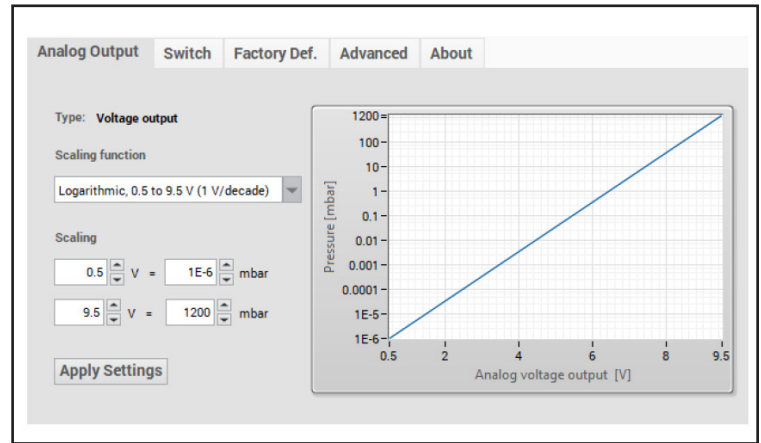 Analog Output Switch Factory Def. Advanced About
Type: Voltage output
Scaling function
Logarithmic, 0.5 to 9.5 V (1 V/decade)
Scaling
0.5 V = 1E-6 mbar
9.5 V = 1200 mbar
Apply Settings
Pressure [mbar]
1200
100
10
1
0.1
0.01
0.001
0.0001
1E-5
1E-6
0.5 2 4 6 8 9.5
Analog voltage output [V]